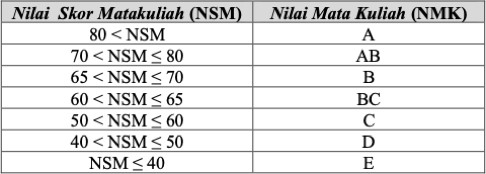 Nilai Skor Matakuliah (NSM) Nilai Mata Kuliah (NMK)
80 < NSM A
70 < NSM ≤ 80 AB
65 < NSM ≤ 70 B
60 < NSM ≤ 65 BC
50 < NSM ≤ 60 C
40 < NSM ≤ 50 D
NSM ≤ 40 E